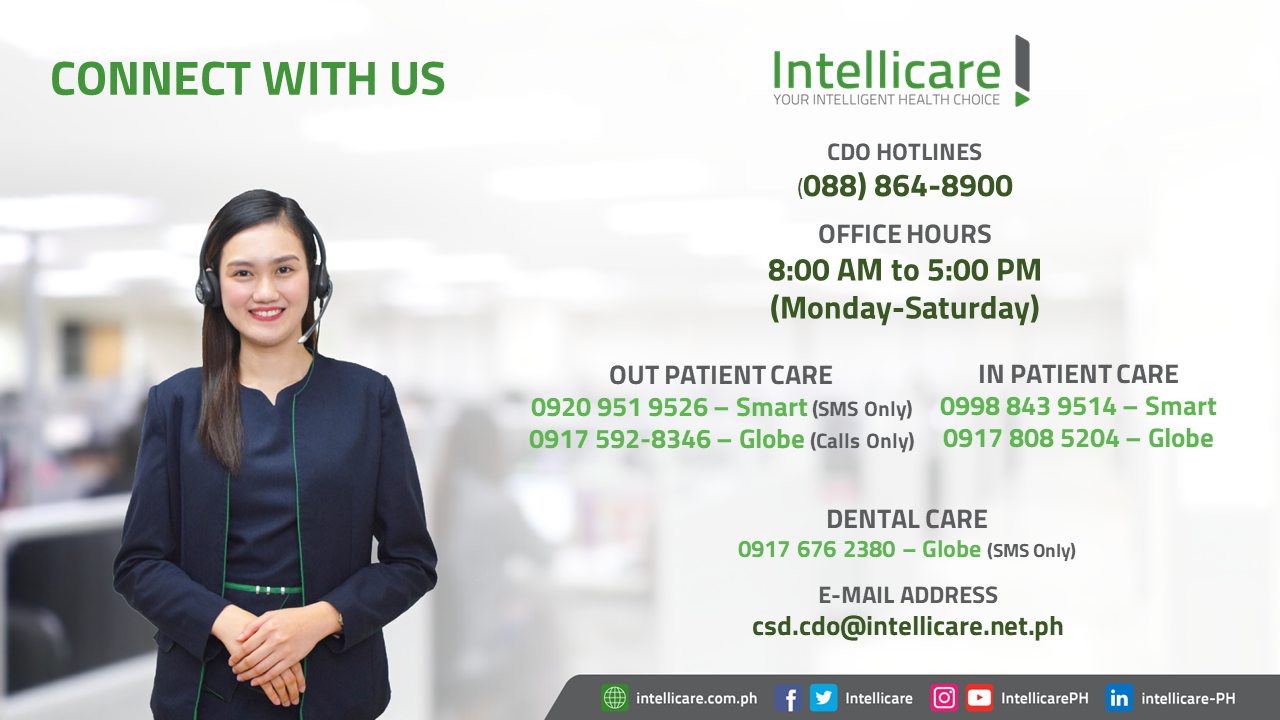 CONNECT WITH US
Intellicare
YOUR INTELLIGENT HEALTH CHOICE
CDO HOTLINES
(088) 864-8900
OFFICE HOURS
8:00 AM to 5:00 PM
(Monday-Saturday)
OUT PATIENT CARE
0920 951 9526 – Smart (SMS Only)
0917 592-8346 – Globe (Calls Only)
IN PATIENT CARE
0998 843 9514 – Smart
0917 808 5204 – Globe
DENTAL CARE
0917 676 2380 – Globe (SMS Only)
E-MAIL ADDRESS
csd.cdo@intellicare.net.ph
intellicare.com.ph Intellicare IntellicarePH intellicare-PH